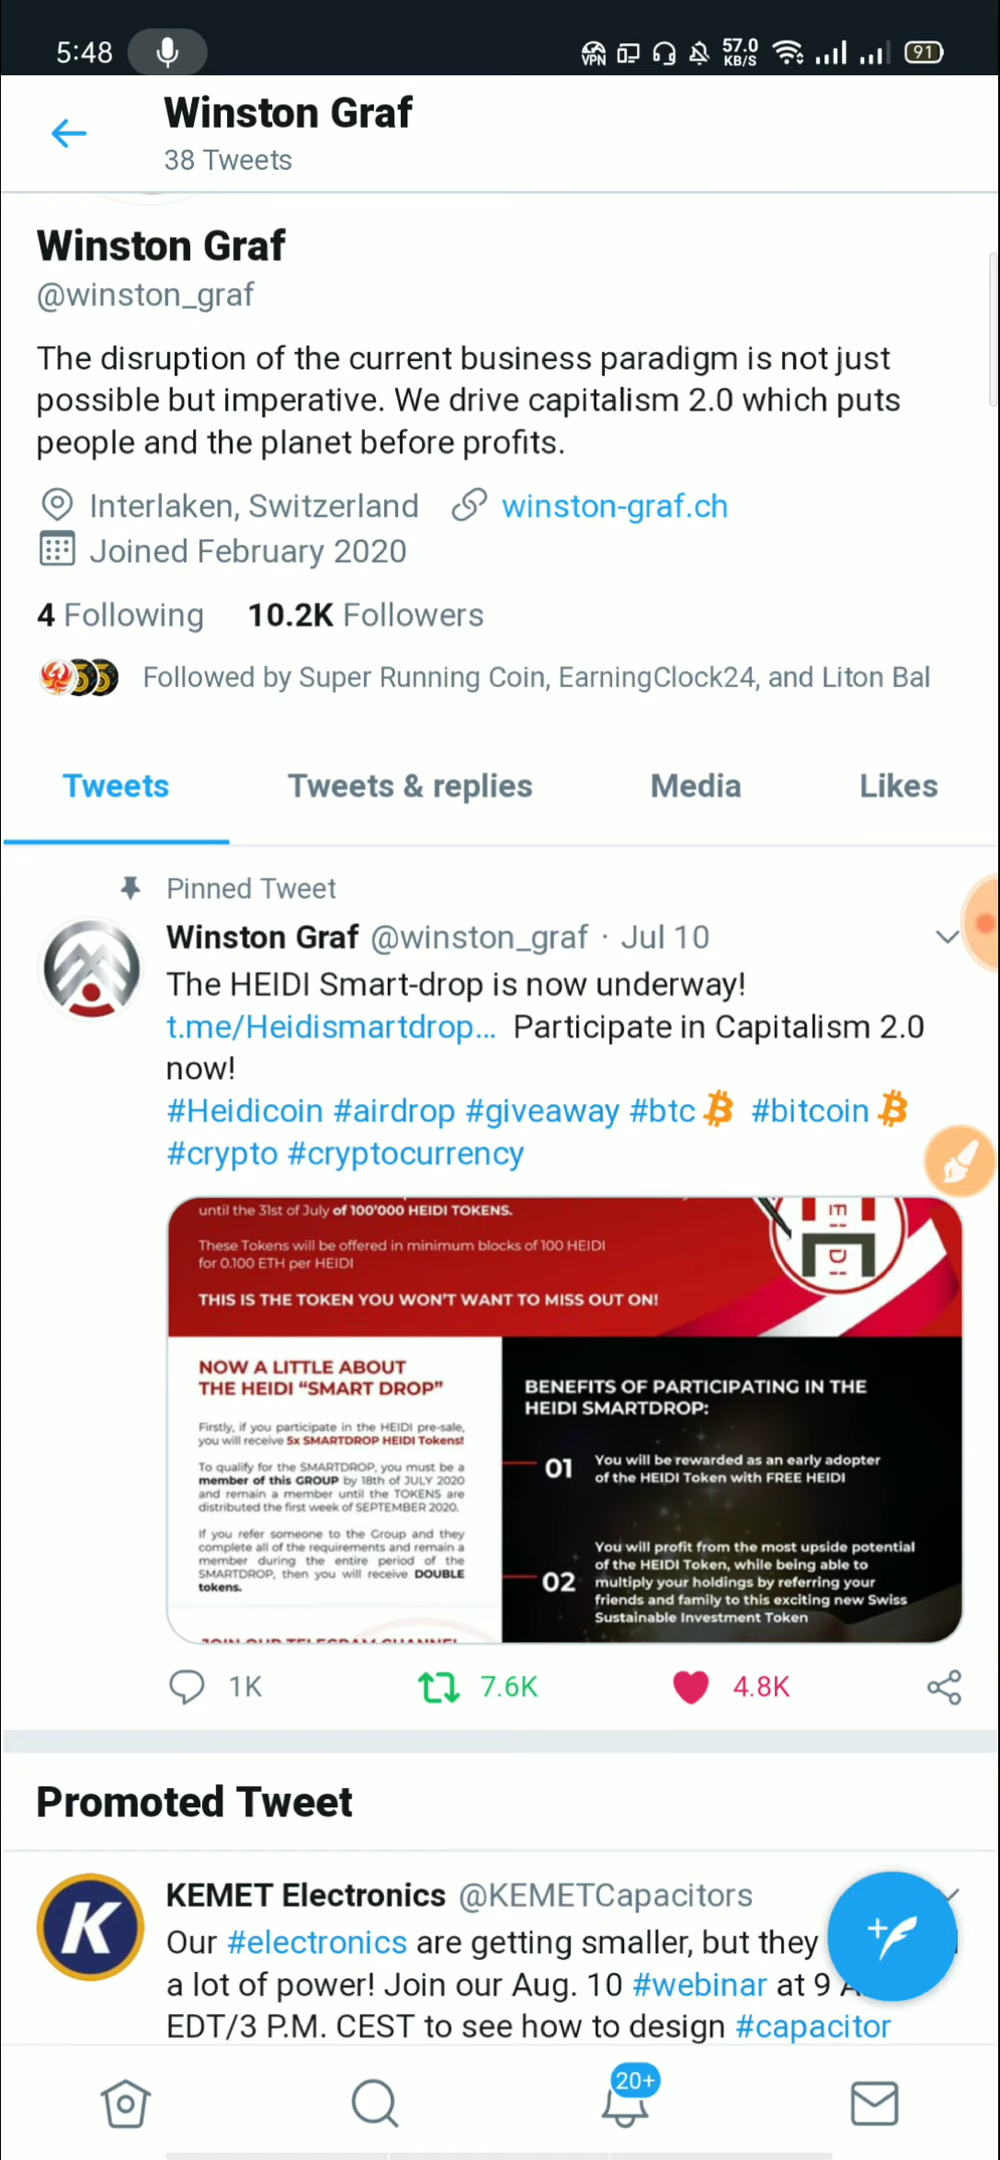 5:48
VPN
57.0
KB/S
91
Winston Graf
38 Tweets
Winston Graf
@winston_graf
The disruption of the current business paradigm is not just
possible but imperative. We drive capitalism 2.0 which puts
people and the planet before profits.
Interlaken, Switzerland winston-graf.ch
Joined February 2020
4 Following 10.2K Followers
Followed by Super Running Coin, EarningClock24, and Liton Bal
Tweets Tweets & replies Media Likes
Pinned Tweet
Winston Graf @winston_graf · Jul 10
The HEIDI Smart-drop is now underway!
t.me/Heidismartdrop... Participate in Capitalism 2.0
now!
#Heidicoin #airdrop #giveaway #btc #bitcoin
#crypto #cryptocurrency
until the 31st of July of 100'000 HEIDI TOKENS.
These Tokens will be offered in minimum blocks of 100 HEIDI
for 0.100 ETH per HEIDI
THIS IS THE TOKEN YOU WON'T WANT TO MISS OUT ON!
NOW A LITTLE ABOUT
THE HEIDI "SMART DROP"
Firstly, if you participate in the HEIDI pre-sale,
you will receive 5x SMARTDROP HEIDI Tokens!
To qualify for the SMARTDROP, you must be a
member of this GROUP by 18th of JULY 2020
and remain a member until the TOKENS are
distributed the first week of SEPTEMBER 2020.
If you refer someone to the Group and they
complete all of the requirements and remain a
member during the entire period of the
SMARTDROP, then you will receive DOUBLE
tokens.
JOIN OUR TELEGRAM CHANNEL
BENEFITS OF PARTICIPATING IN THE
HEIDI SMARTDROP:
01 You will be rewarded as an early adopter
of the HEIDI Token with FREE HEIDI
You will profit from the most upside potential
of the HEIDI Token, while being able to
02 multiply your holdings by referring your
friends and family to this exciting new Swiss
Sustainable Investment Token
1K 7.6K 4.8K
Promoted Tweet
KEMET Electronics @KEMETCapacitors
Our #electronics are getting smaller, but they
a lot of power! Join our Aug. 10 #webinar at 9
EDT/3 P.M. CEST to see how to design #capacitor
20+